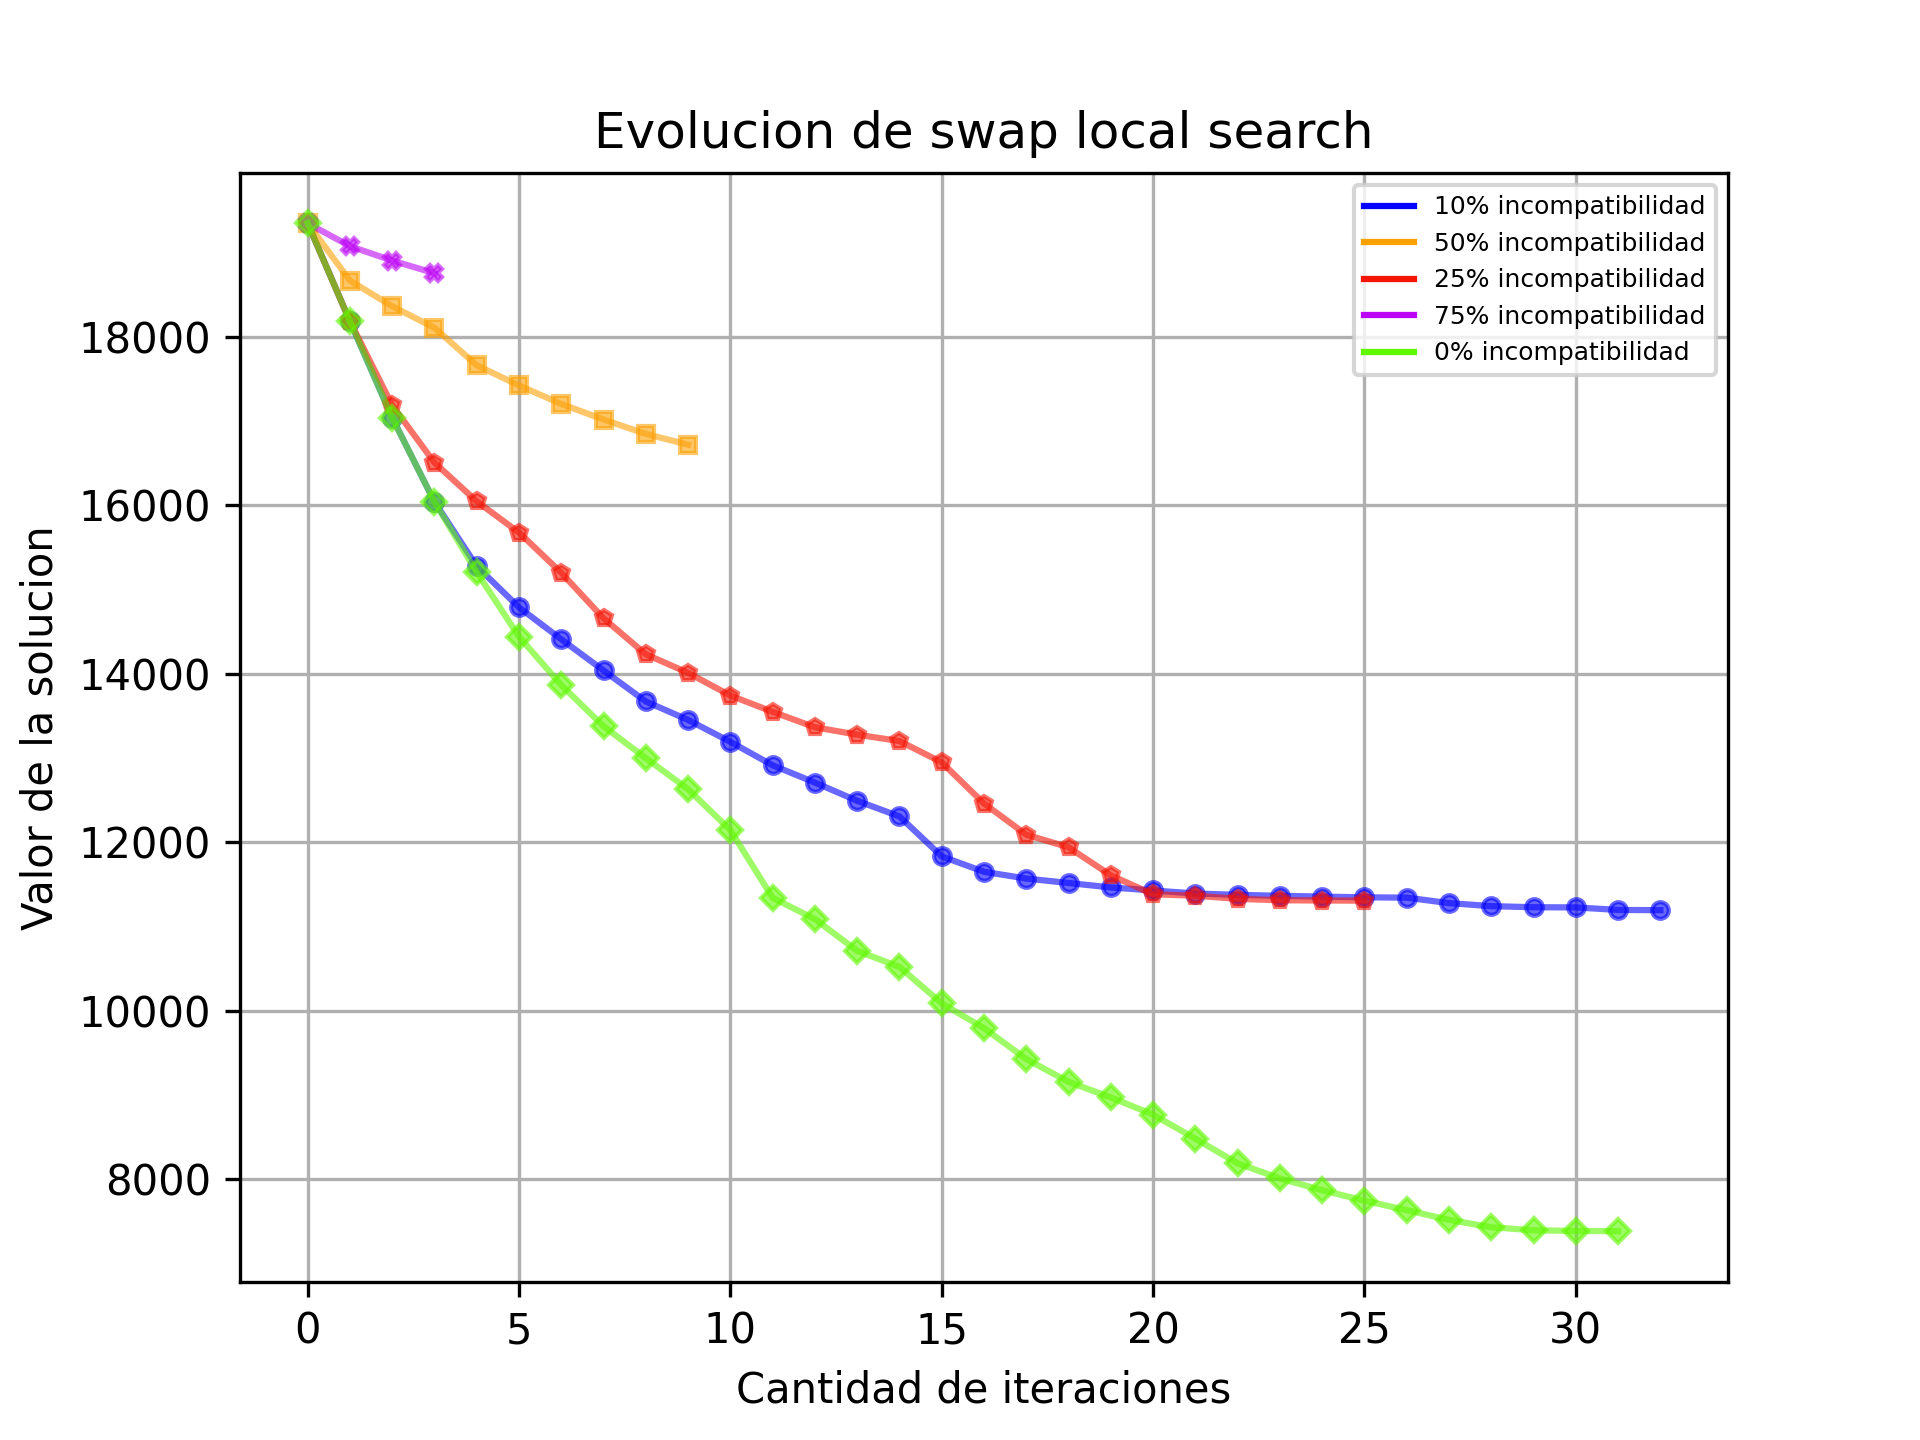 Evolucion de swap local search
10% incompatibilidad
50% incompatibilidad
25% incompatibilidad
75% incompatibilidad
0% incompatibilidad
Valor de la solucion
18000
16000
14000
12000
10000
8000
0 5 10 15 20 25 30
Cantidad de iteraciones